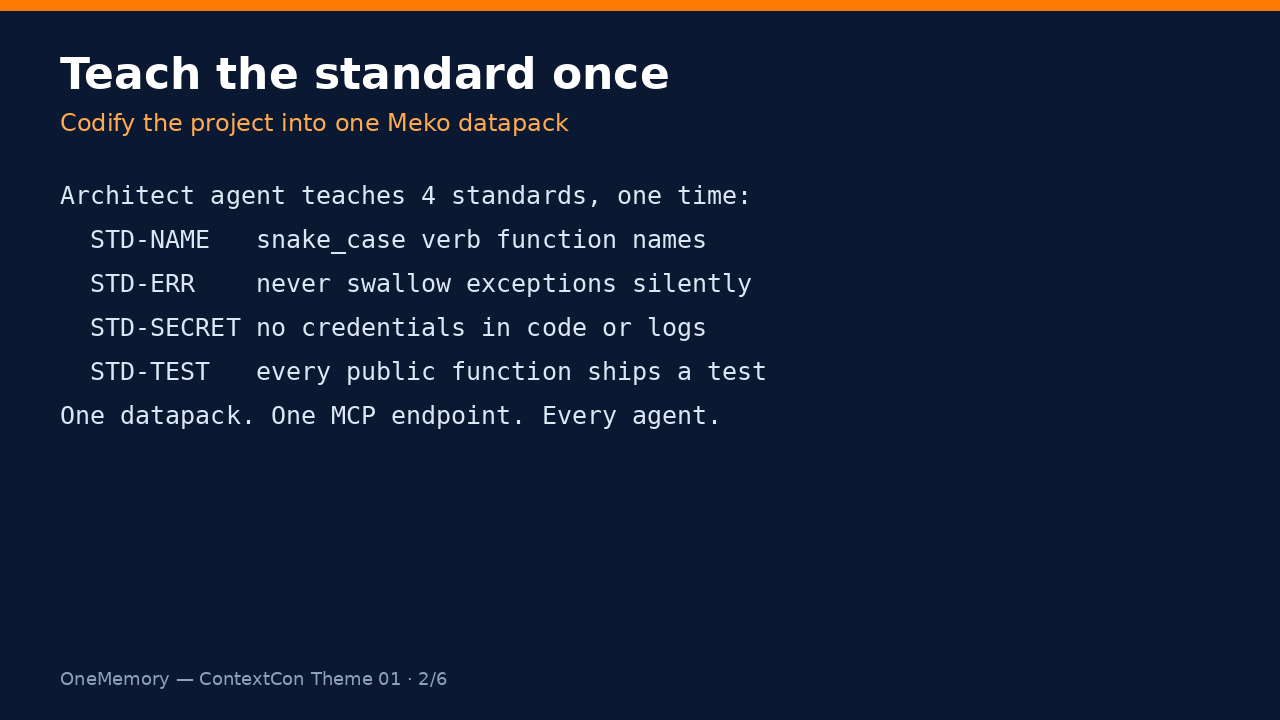 Teach the standard once
Codify the project into one Meko datapack
Architect agent teaches 4 standards, one time:
STD-NAME   snake_case verb function names
STD-ERR    never swallow exceptions silently
STD-SECRET no credentials in code or logs
STD-TEST   every public function ships a test
One datapack. One MCP endpoint. Every agent.
OneMemory — ContextCon Theme 01 · 2/6